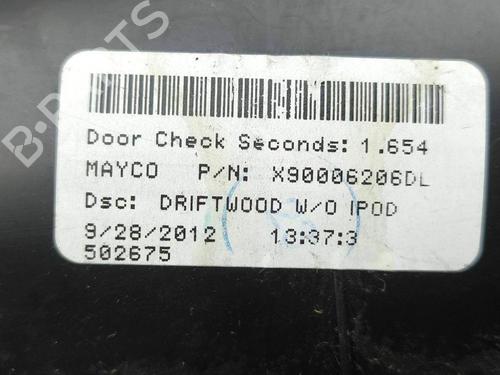 B-PARTS
Door Check Seconds: 1.654
MAYCO P/N: X90006206DL
Dsc: DRIFTWOOD W/O IPOD
9/28/2012 13:37:3
502675